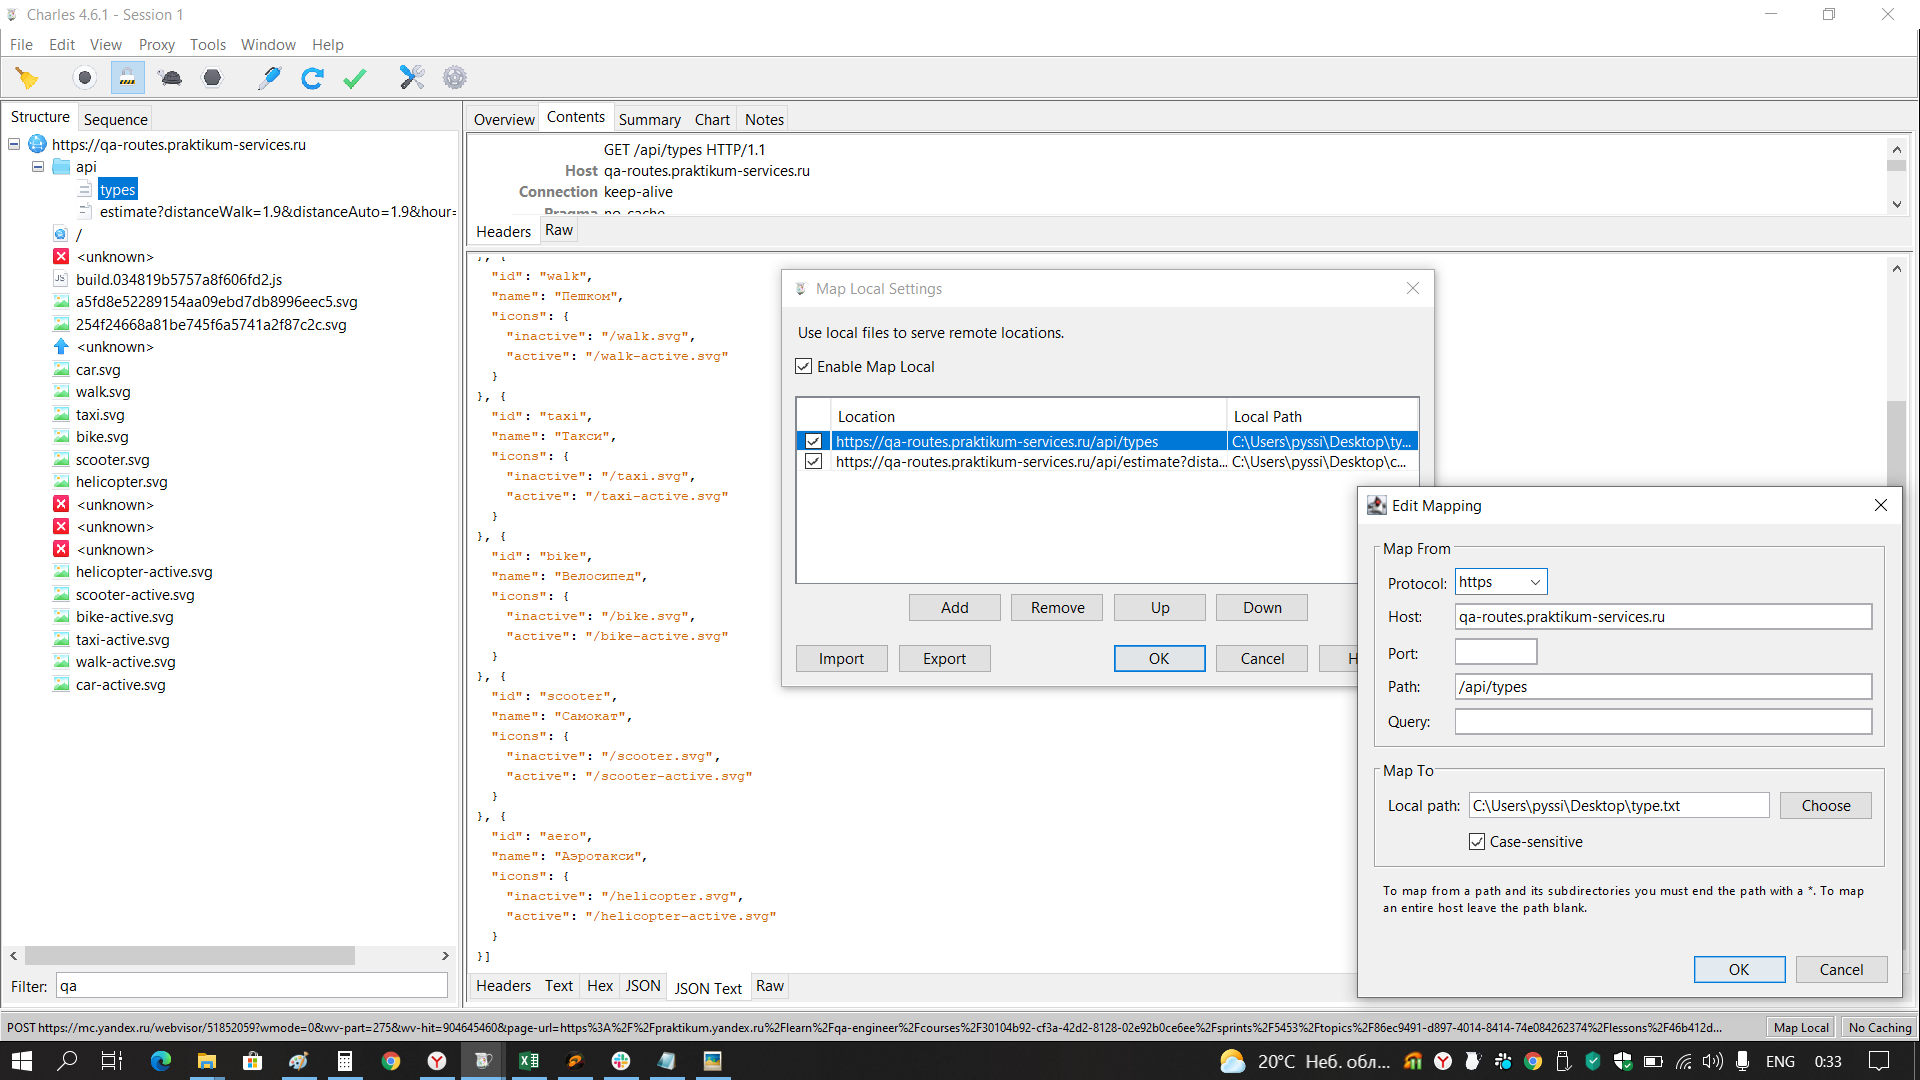 Charles 4.6.1 - Session 1
File Edit View Proxy Tools Window Help
Structure Sequence
https://qa-routes.praktikum-services.ru
api
types
estimate?distanceWalk=1.9&distanceAuto=1.9&hour=
/
<unknown>
build.034819b5757a8f606fd2.js
a5fd8e52289154aa09ebd7db8996eec5.svg
254f24668a81be745f6a5741a2f87c2c.svg
<unknown>
car.svg
walk.svg
taxi.svg
bike.svg
scooter.svg
helicopter.svg
<unknown>
<unknown>
<unknown>
helicopter-active.svg
scooter-active.svg
bike-active.svg
taxi-active.svg
walk-active.svg
car-active.svg
Filter: qa
Overview Contents Summary Chart Notes
GET /api/types HTTP/1.1
Host qa-routes.praktikum-services.ru
Connection keep-alive
Pragma no-cache
Headers Raw
}, {
"id": "walk",
"name": "Пешком",
"icons": {
"inactive": "/walk.svg",
"active": "/walk-active.svg"
}
}, {
"id": "taxi",
"name": "Такси",
"icons": {
"inactive": "/taxi.svg",
"active": "/taxi-active.svg"
}
}, {
"id": "bike",
"name": "Велосипед",
"icons": {
"inactive": "/bike.svg",
"active": "/bike-active.svg"
}
}, {
"id": "scooter",
"name": "Самокат",
"icons": {
"inactive": "/scooter.svg",
"active": "/scooter-active.svg"
}
}, {
"id": "aero",
"name": "Аэротакси",
"icons": {
"inactive": "/helicopter.svg",
"active": "/helicopter-active.svg"
}
}]
Headers Text Hex JSON JSON Text Raw
Map Local Settings
Use local files to serve remote locations.
Enable Map Local
Location Local Path
https://qa-routes.praktikum-services.ru/api/types C:\Users\pyssi\Desktop\ty...
https://qa-routes.praktikum-services.ru/api/estimate?dista... C:\Users\pyssi\Desktop\c...
Add Remove Up Down
Import Export OK Cancel H
Edit Mapping
Map From
Protocol: https
Host: qa-routes.praktikum-services.ru
Port:
Path: /api/types
Query:
Map To
Local path: C:\Users\pyssi\Desktop\type.txt Choose
Case-sensitive
To map from a path and its subdirectories you must end the path with a *. To map
an entire host leave the path blank.
OK Cancel
POST https://mc.yandex.ru/webvisor/51852059?wmode=0&wv-part=275&wv-hit=904645460&page-url=https%3A%2F%2Fpraktikum.yandex.ru%2Flearn%2Fqa-engineer%2Fcourses%2F30104b92-cf3a-42d2-8128-02e92b0ce6ee%2Fsprints%2F5453%2Ftopics%2F86ec9491-d897-4014-8414-74e084262374%2Flessons%2F46b412d... Map Local No Caching
20°C Неб. обл... ENG 0:33